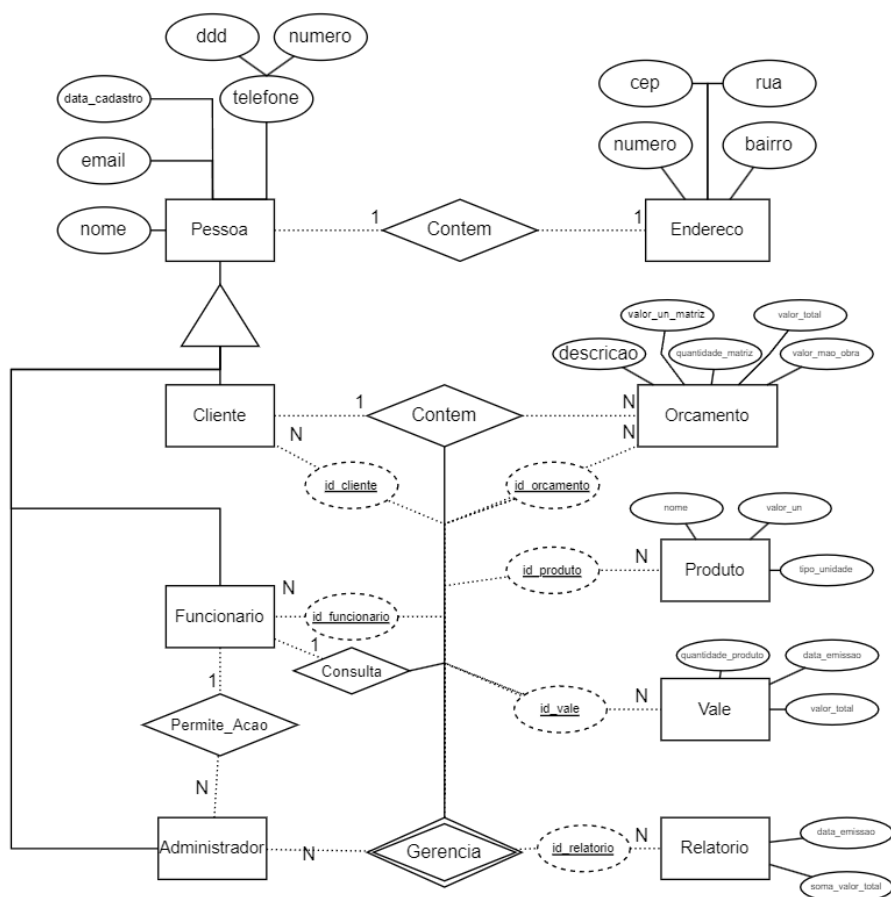 ddd
numero
data_cadastro
telefone
cep
rua
email
numero
bairro
nome
Pessoa
1
Contem
1
Endereco
valor_un_matriz
valor_total
descricao
quantidade_matriz
valor_mao_obra
Cliente
1
Contem
N
Orcamento
N
N
id_cliente
id_orcamento
nome
valor_un
N
id_produto
N
Produto
tipo_unidade
Funcionario
id_funcionario
1
Consulta
quantidade_produto
data_emissao
1
N
Vale
valor_total
id_vale
Permite_Acao
N
data_emissao
N
Administrador
N
Gerencia
id_relatorio
Relatorio
soma_valor_total